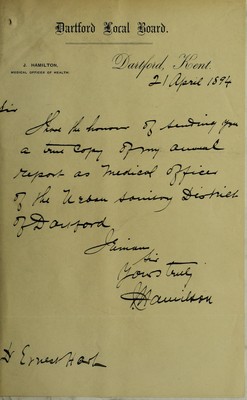 Dartford Local Board.
J. HAMILTON,
MEDICAL OFFICER OF HEALTH
Dartford, Kent.
21 April 1894
Sir
I have the honour of sending you
a true copy of my annual
report as Medical Officer
of the Urban Sanitary District
of Dartford
I remain
Sir
Yours truly
J Hamilton
Dr Ernest Hart